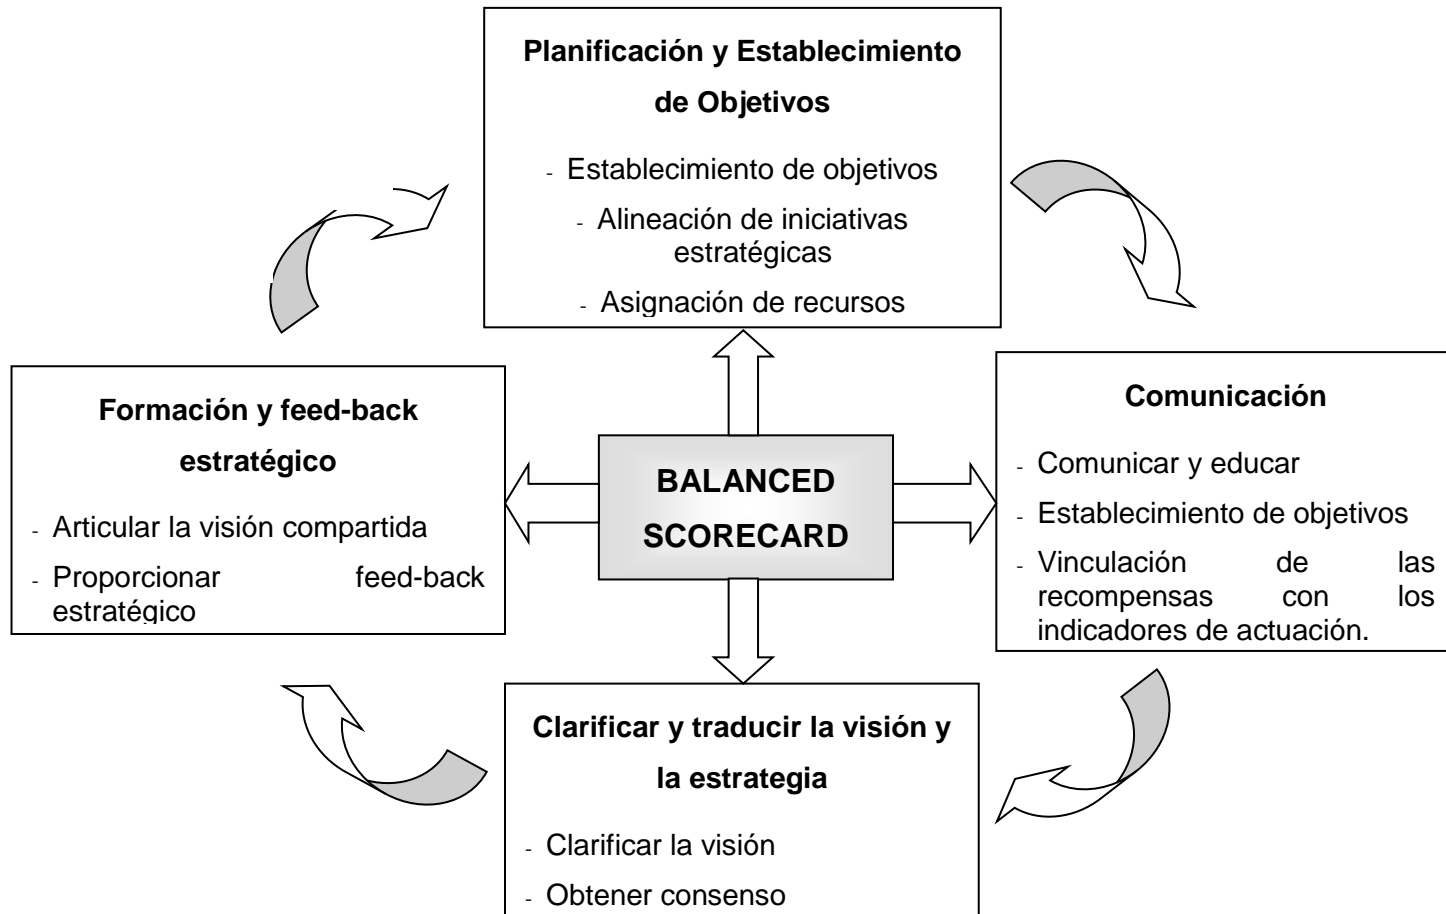 Planificación y Establecimiento
de Objetivos
- Establecimiento de objetivos
- Alineación de iniciativas
estratégicas
- Asignación de recursos
Formación y feed-back
estratégico
- Articular la visión compartida
- Proporcionar feed-back
estratégico
BALANCED
SCORECARD
Comunicación
- Comunicar y educar
- Establecimiento de objetivos
- Vinculación de las
recompensas con los
indicadores de actuación.
Clarificar y traducir la visión y
la estrategia
- Clarificar la visión
- Obtener consenso